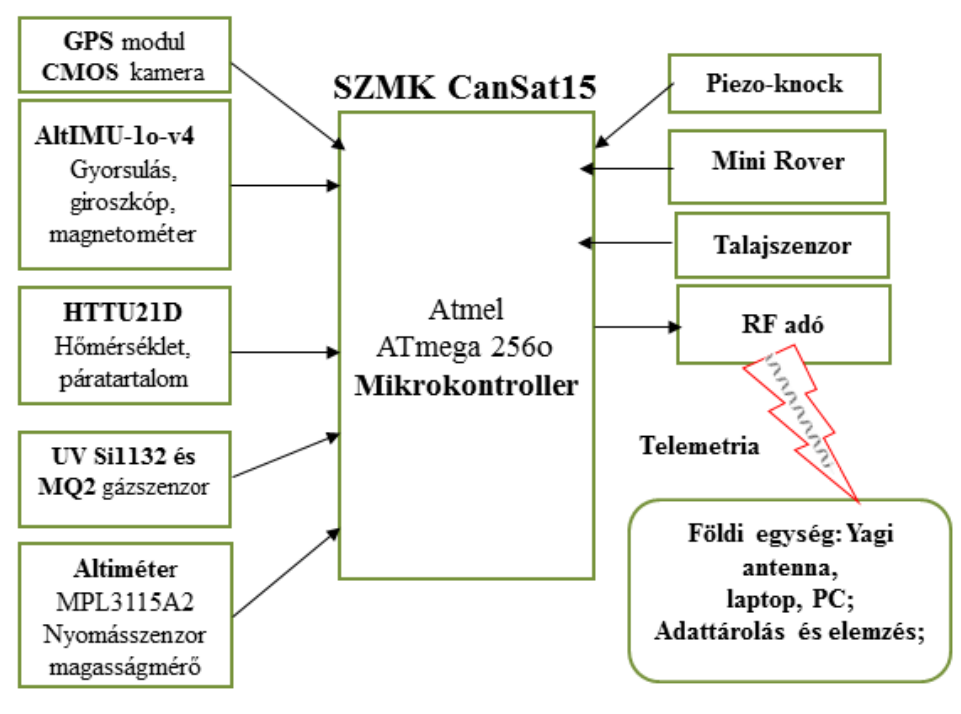 GPS modul
CMOS kamera
AltIMU-1o-v4
Gyorsulás,
giroszkóp,
magnetométer
HTTU21D
Hőmérséklet,
páratartalom
UV Si1132 és
MQ2 gázszenzor
Altiméter
MPL3115A2
Nyomásszenzor
magasságmérő
SZMK CanSat15
Atmel
ATmega 256o
Mikrokontroller
Piezo-knock
Mini Rover
Talajszenzor
RF adó
Telemetria
Földi egység: Yagi
antenna,
laptop, PC;
Adattárolás és elemzés;